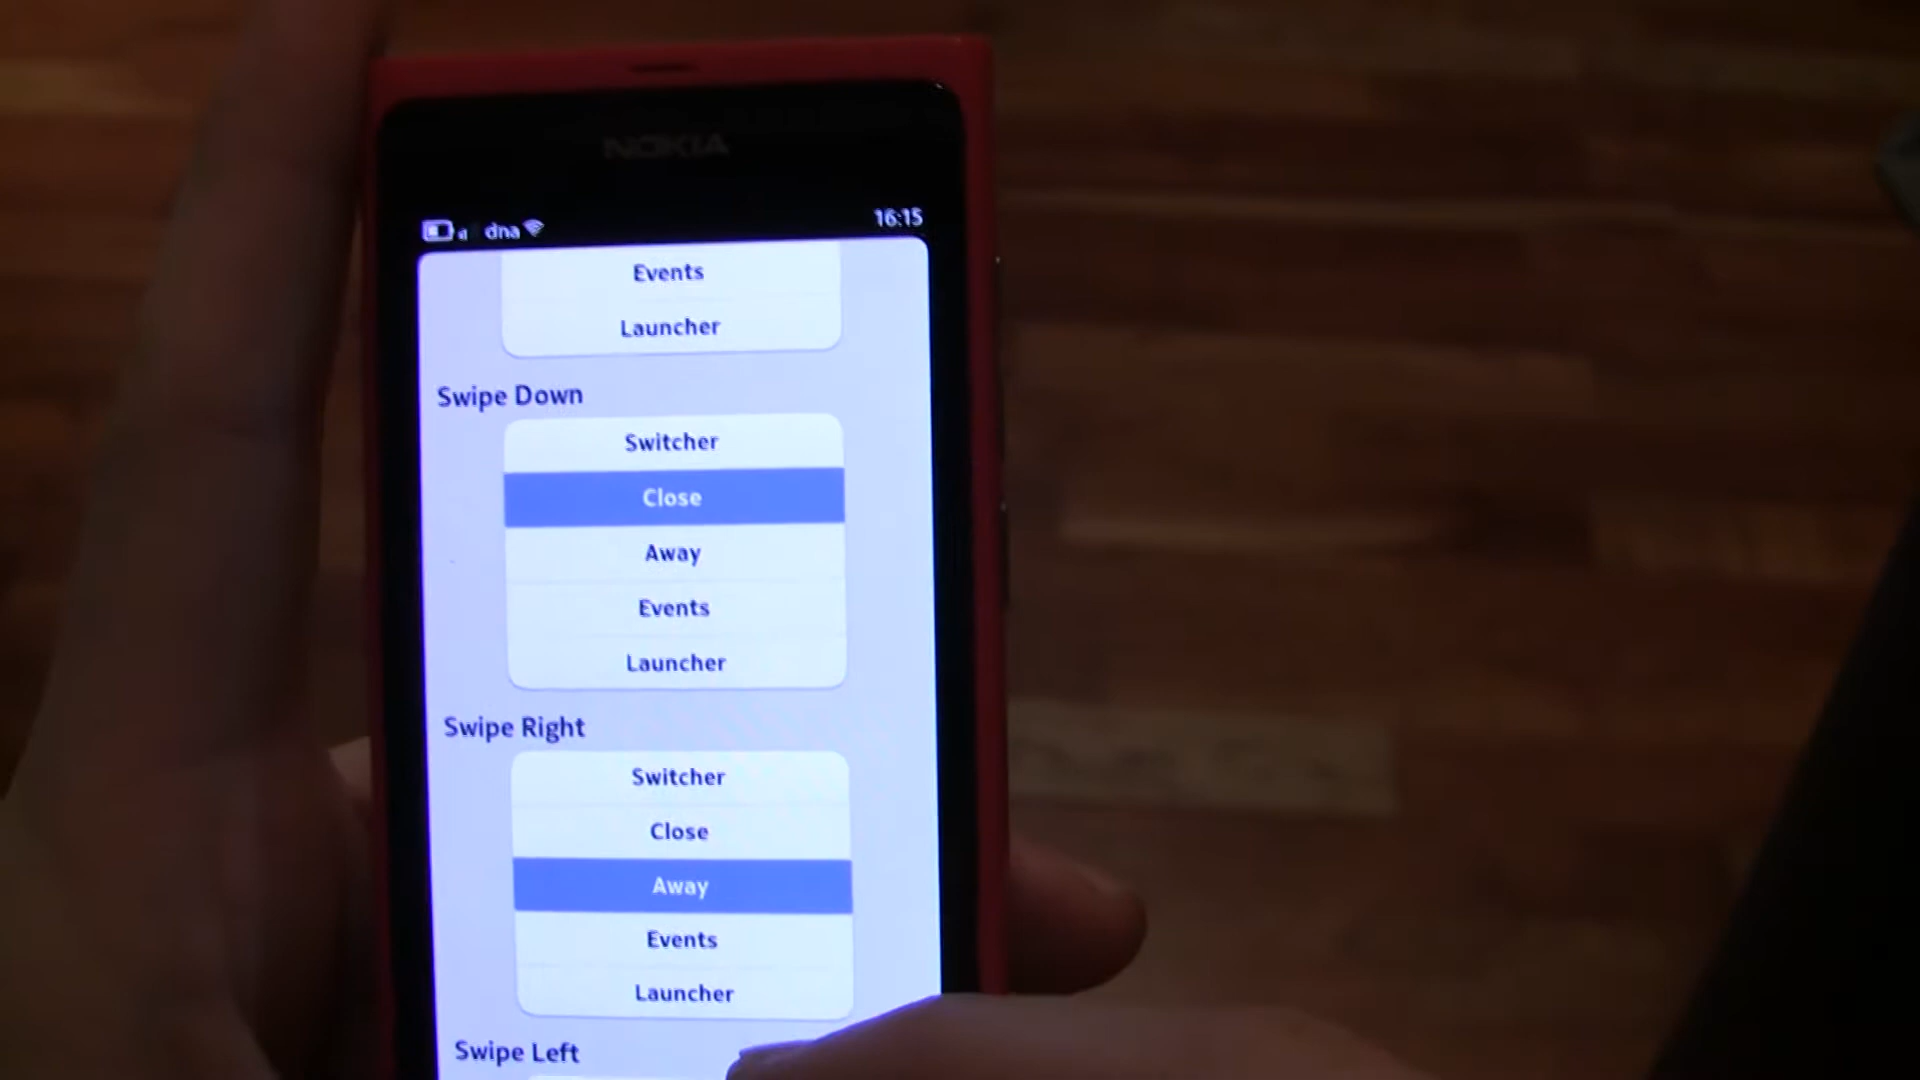 NOKIA
dna
16:15
Events
Launcher
Swipe Down
Switcher
Close
Away
Events
Launcher
Swipe Right
Switcher
Close
Away
Events
Launcher
Swipe Left